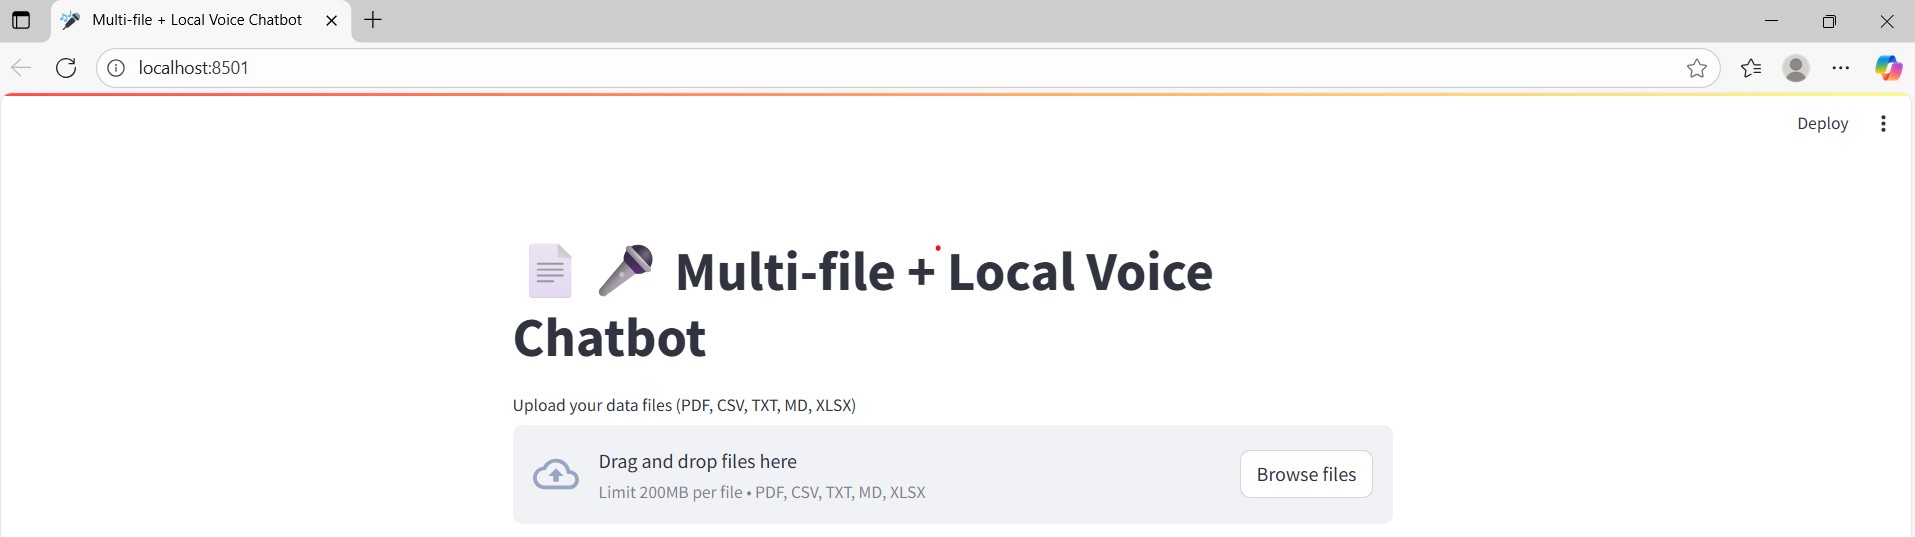 Multi-file + Local Voice Chatbot
localhost:8501
Deploy
Multi-file + Local Voice
Chatbot
Upload your data files (PDF, CSV, TXT, MD, XLSX)
Drag and drop files here
Limit 200MB per file • PDF, CSV, TXT, MD, XLSX
Browse files